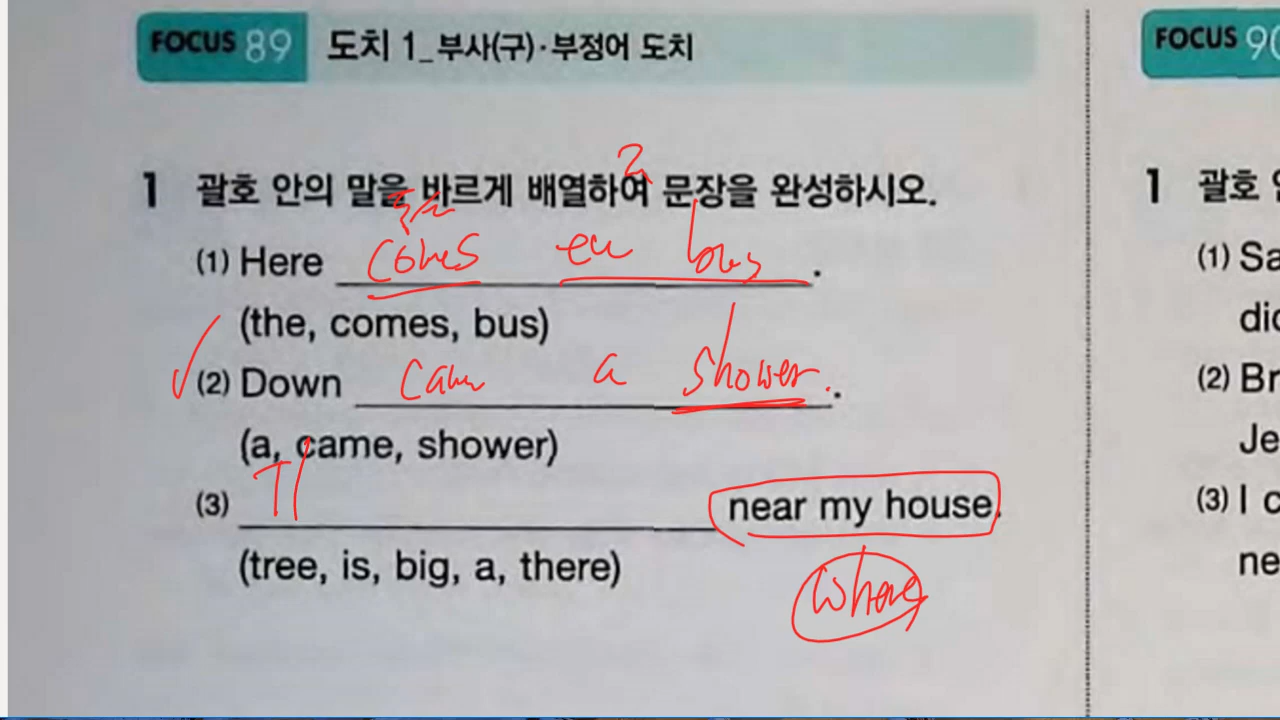 FOCUS 89 도치 1_부사(구)·부정어 도치
1 괄호 안의 말을 바르게 배열하여 문장을 완성하시오.
(1) Here comes bus.
(the, comes, bus)
(2) Down came a shower.
(a, came, shower)
(3) near my house.
(tree, is, big, a, there)
where
FOCUS 90
1 괄호
(1) Sa
dic
(2) Br
Je
(3) I c
ne